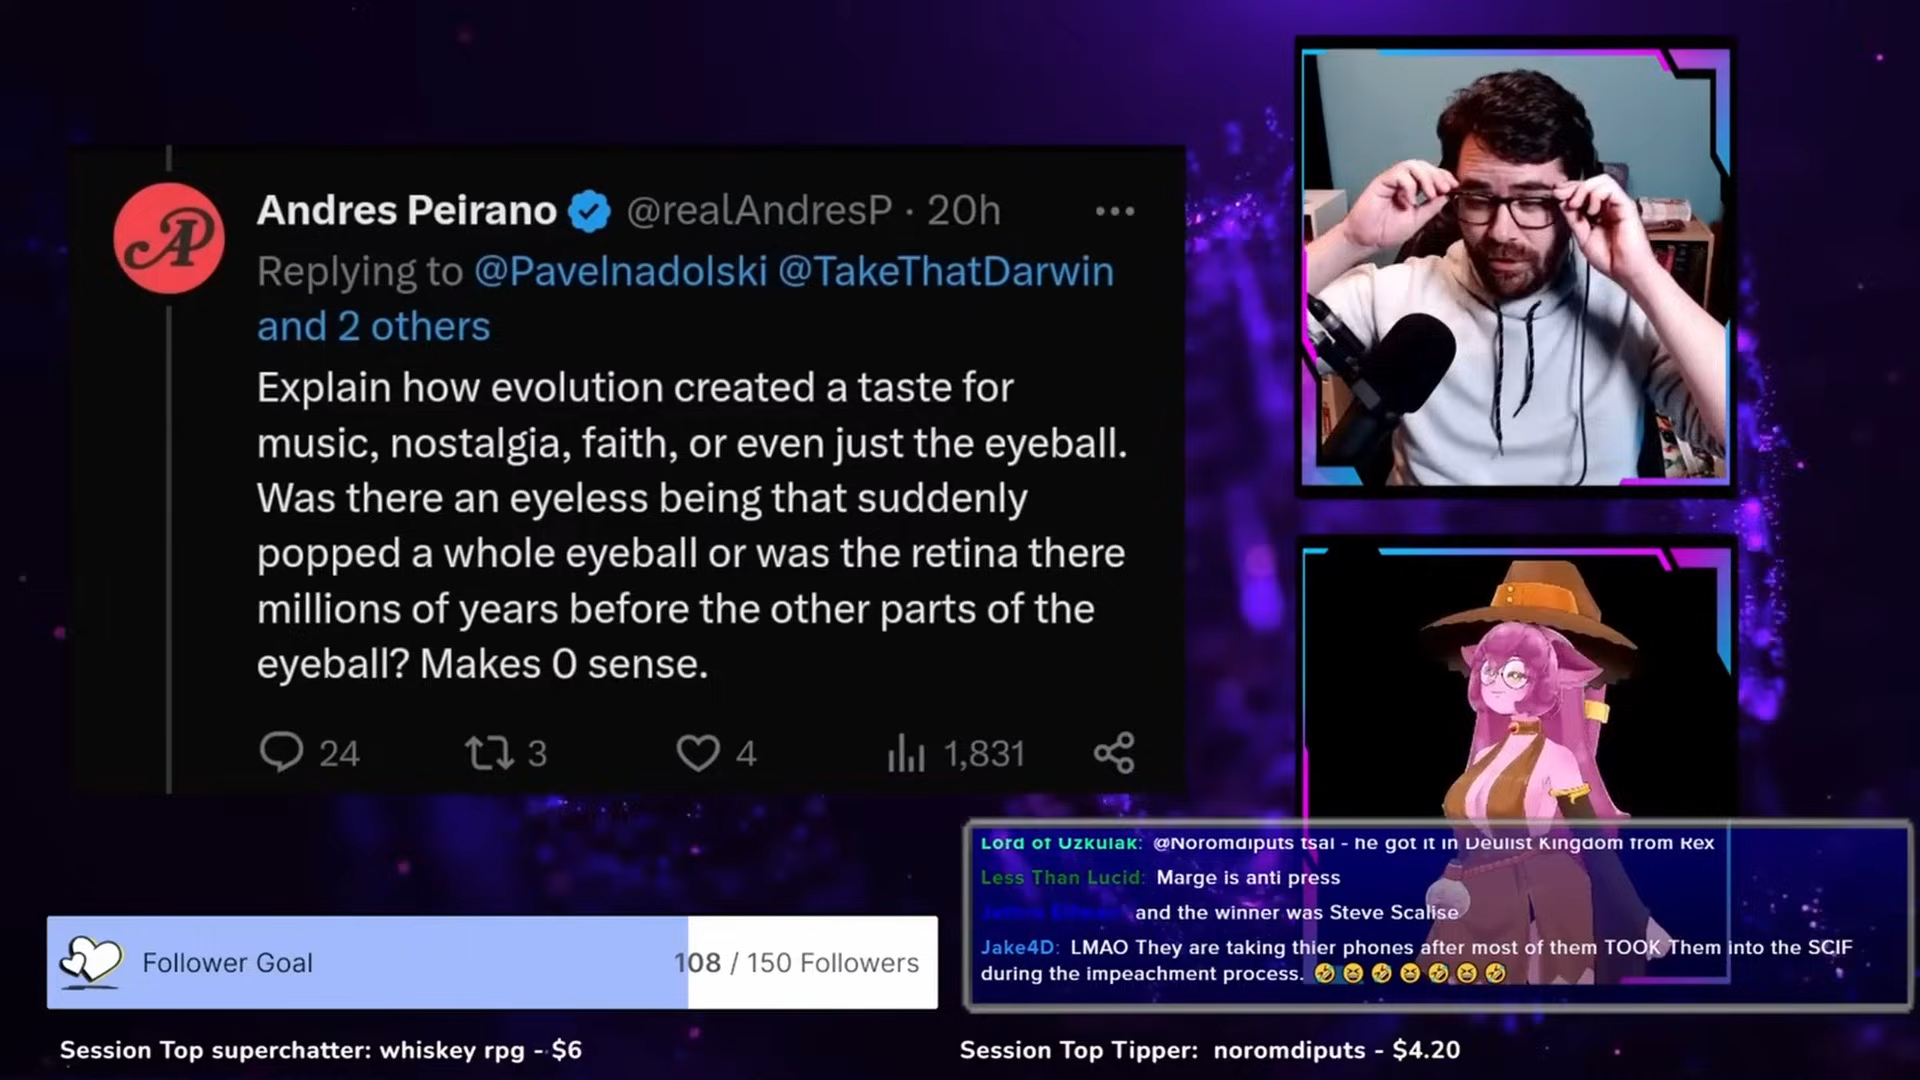 Andres Peirano @realAndresP · 20h
Replying to @Pavelnadolski @TakeThatDarwin
and 2 others
Explain how evolution created a taste for
music, nostalgia, faith, or even just the eyeball.
Was there an eyeless being that suddenly
popped a whole eyeball or was the retina there
millions of years before the other parts of the
eyeball? Makes 0 sense.
24 3 4 1,831
Lord of Uzkulak: @Noromdiputs tsai - he got it in Deulist Kingdom from Rex
Less Than Lucid: Marge is anti press
and the winner was Steve Scalise
Jake4D: LMAO They are taking thier phones after most of them TOOK Them into the SCIF
during the impeachment process. 🤣😆🤣😆🤣😆🤣
Follower Goal 108 / 150 Followers
Session Top superchatter: whiskey rpg - $6
Session Top Tipper: noromdiputs - $4.20